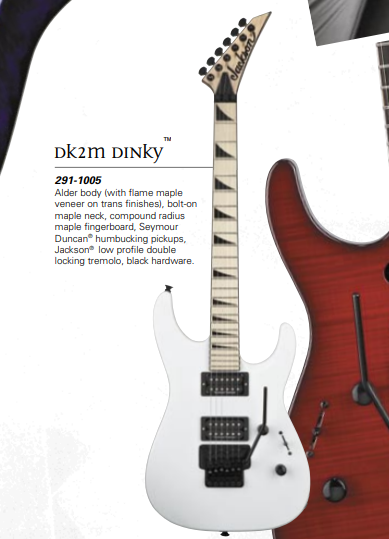 Jackson
DK2M DINKY™
291-1005
Alder body (with flame maple
veneer on trans finishes), bolt-on
maple neck, compound radius
maple fingerboard, Seymour
Duncan® humbucking pickups,
Jackson® low profile double
locking tremolo, black hardware.